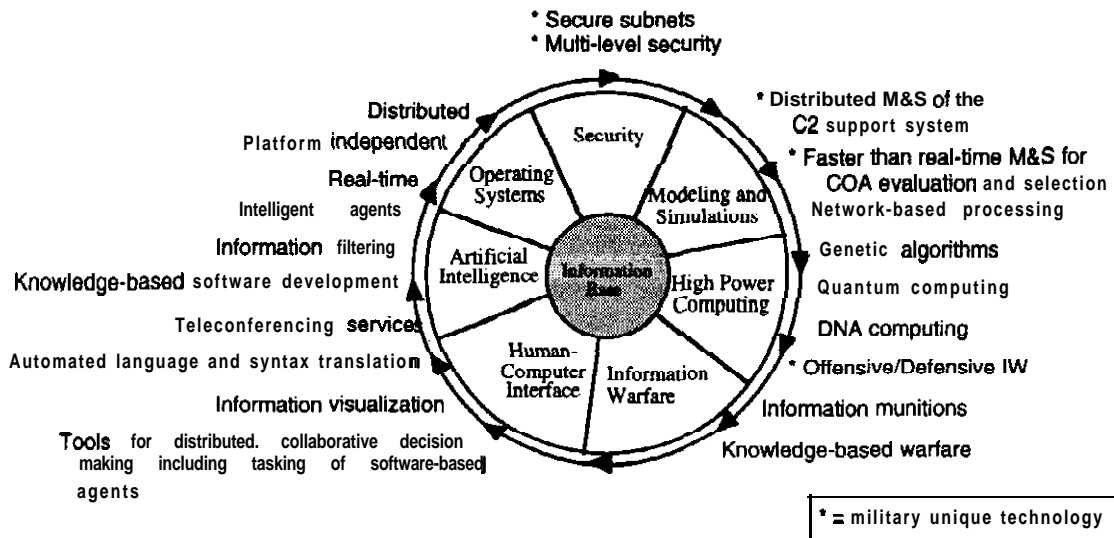 * Secure subnets
* Multi-level security
Distributed
Platform independent
Real-time
Intelligent agents
Information filtering
Knowledge-based software development
Teleconferencing services
Automated language and syntax translation
Information visualization
Tools for distributed. collaborative decision
making including tasking of software-based
agents
Security
Operating
Systems
Modeling and
Simulations
Artificial
Intelligence
Information
Base
High Power
Computing
Human-
Computer
Interface
Information
Warfare
* Distributed M&S of the
C2 support system
* Faster than real-time M&S for
COA evaluation and selection
Network-based processing
Genetic algorithms
Quantum computing
DNA computing
* Offensive/Defensive IW
Information munitions
Knowledge-based warfare
* = military unique technology